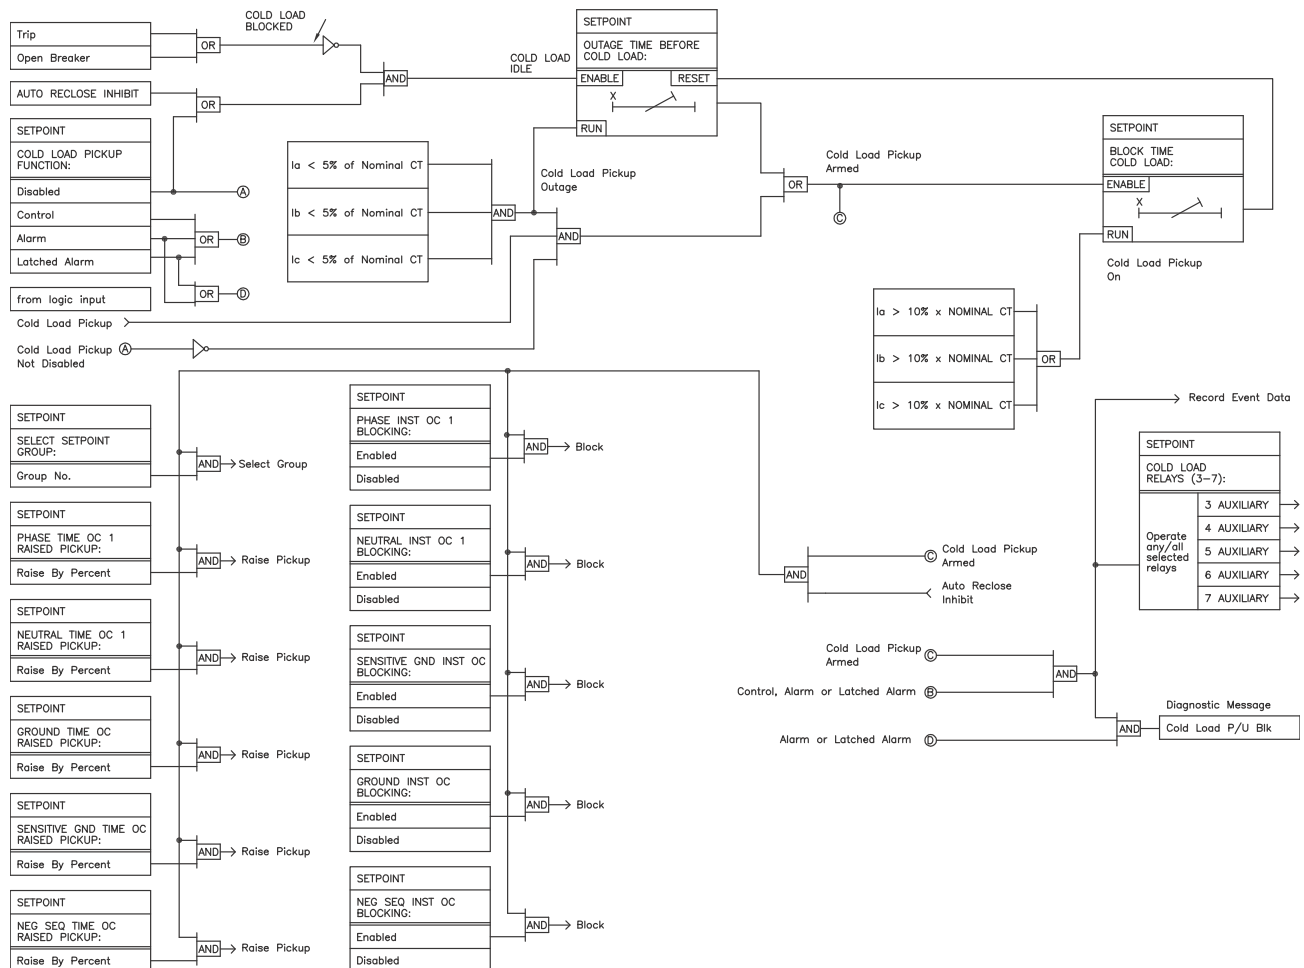 Trip
Open Breaker
OR
COLD LOAD
BLOCKED
AUTO RECLOSE INHIBIT
OR
AND
COLD LOAD
IDLE
SETPOINT
OUTAGE TIME BEFORE
COLD LOAD:
ENABLE
RESET
X
RUN
SETPOINT
COLD LOAD PICKUP
FUNCTION:
Disabled
A
Control
Alarm
Latched Alarm
OR
B
OR
D
from logic input
Cold Load Pickup
Cold Load Pickup
Not Disabled
A
Ia < 5% of Nominal CT
Ib < 5% of Nominal CT
Ic < 5% of Nominal CT
AND
Cold Load Pickup
Outage
AND
OR
Cold Load Pickup
Armed
C
SETPOINT
BLOCK TIME
COLD LOAD:
ENABLE
X
RUN
Cold Load Pickup
On
Ia > 10% x NOMINAL CT
Ib > 10% x NOMINAL CT
Ic > 10% x NOMINAL CT
OR
SETPOINT
SELECT SETPOINT
GROUP:
Group No.
AND
Select Group
SETPOINT
PHASE TIME OC 1
RAISED PICKUP:
Raise By Percent
AND
Raise Pickup
SETPOINT
NEUTRAL TIME OC 1
RAISED PICKUP:
Raise By Percent
AND
Raise Pickup
SETPOINT
GROUND TIME OC
RAISED PICKUP:
Raise By Percent
AND
Raise Pickup
SETPOINT
SENSITIVE GND TIME OC
RAISED PICKUP:
Raise By Percent
AND
Raise Pickup
SETPOINT
NEG SEQ TIME OC
RAISED PICKUP:
Raise By Percent
AND
Raise Pickup
SETPOINT
PHASE INST OC 1
BLOCKING:
Enabled
Disabled
AND
Block
SETPOINT
NEUTRAL INST OC 1
BLOCKING:
Enabled
Disabled
AND
Block
SETPOINT
SENSITIVE GND INST OC
BLOCKING:
Enabled
Disabled
AND
Block
SETPOINT
GROUND INST OC
BLOCKING:
Enabled
Disabled
AND
Block
SETPOINT
NEG SEQ INST OC
BLOCKING:
Enabled
Disabled
AND
Block
AND
C
Cold Load Pickup
Armed
Auto Reclose
Inhibit
Cold Load Pickup
Armed
C
Control, Alarm or Latched Alarm
B
AND
Alarm or Latched Alarm
D
AND
Record Event Data
SETPOINT
COLD LOAD
RELAYS (3-7):
Operate
any/all
selected
relays
3 AUXILIARY
4 AUXILIARY
5 AUXILIARY
6 AUXILIARY
7 AUXILIARY
Diagnostic Message
Cold Load P/U Blk